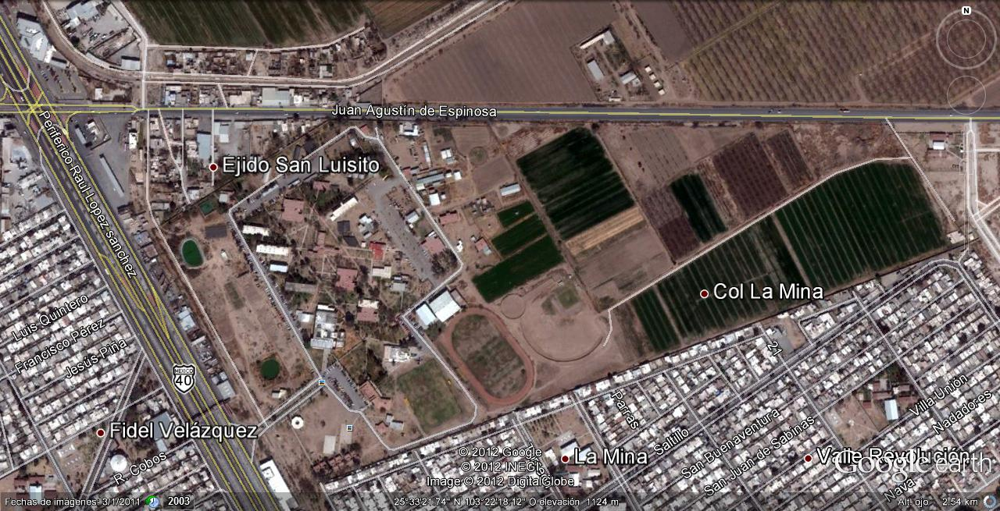 N
Juan Agustín de Espinosa
Periferico Raul Lopez sanchez
Ejido San Luisito
Col La Mina
Luis Quintero
Francisco Pérez
Jesús Piña
MEXICO
40
21
Fidel Velázquez
R. Cobos
Parras
Saltillo
San Buenaventura
San Juan de Sabinas
Villa Unión
Nadadores
La Mina
Valle Revolución
Nava
© 2012 Google
© 2012 INEGI
Image © 2012 DigitalGlobe
Google earth
Fechas de imágenes: 3/1/2011 2003 25°33'21.74" N 103°22'18.12" O elevación 1124 m Alt. ojo 2.54 km